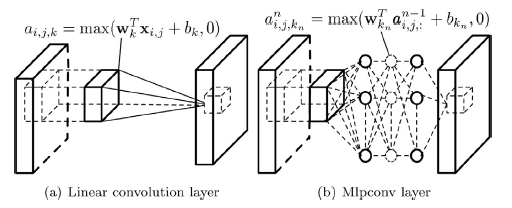 a_{i,j,k} = max(w_k^T x_{i,j} + b_k, 0)
a^n_{i,j,k_n} = max(w_{k_n}^T a^{n-1}_{i,j,:} + b_{k_n}, 0)
(a) Linear convolution layer
(b) Mlpconv layer